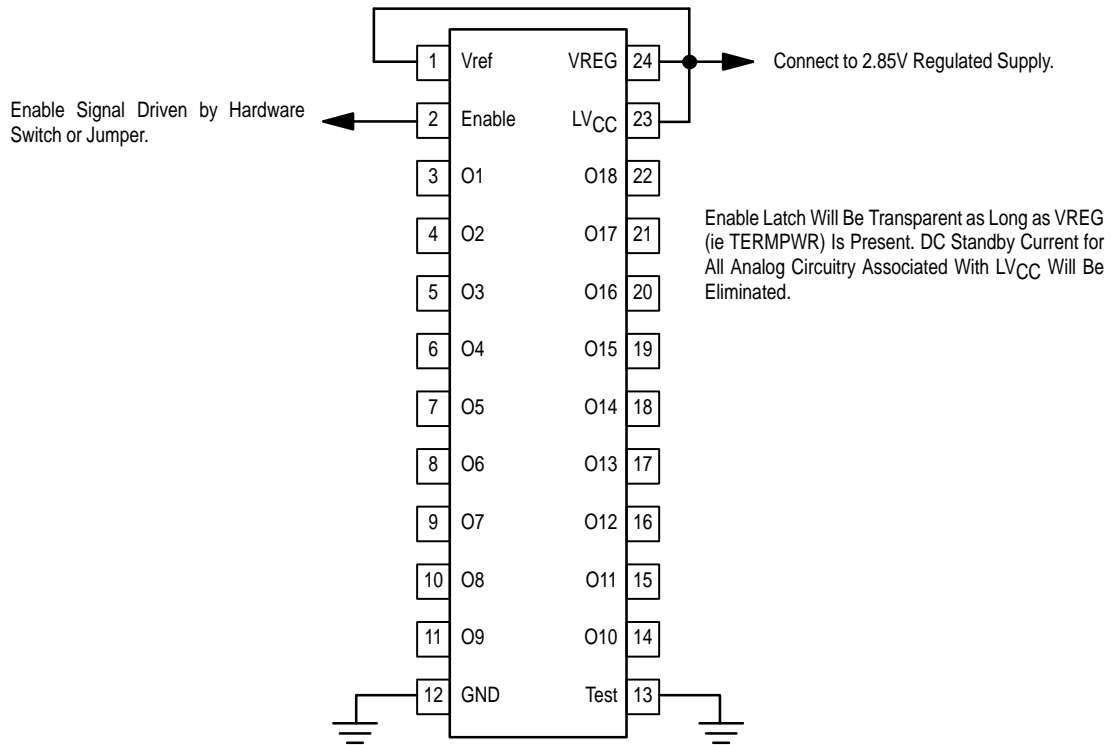 1 Vref VREG 24
Connect to 2.85V Regulated Supply.
Enable Signal Driven by Hardware
Switch or Jumper.
2 Enable LVCC 23
3 O1 O18 22
4 O2 O17 21
Enable Latch Will Be Transparent as Long as VREG
(ie TERMPWR) Is Present. DC Standby Current for
All Analog Circuitry Associated With LVCC Will Be
Eliminated.
5 O3 O16 20
6 O4 O15 19
7 O5 O14 18
8 O6 O13 17
9 O7 O12 16
10 O8 O11 15
11 O9 O10 14
12 GND Test 13